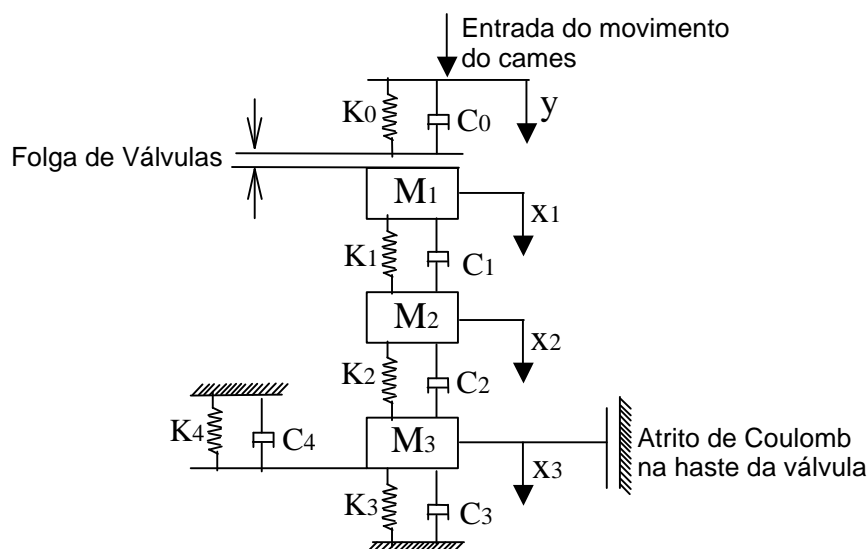 Entrada do movimento
do cames
K0
C0
y
Folga de Válvulas
M1
x1
K1
C1
M2
x2
K2
C2
K4
C4
M3
x3
Atrito de Coulomb
na haste da válvula
K3
C3